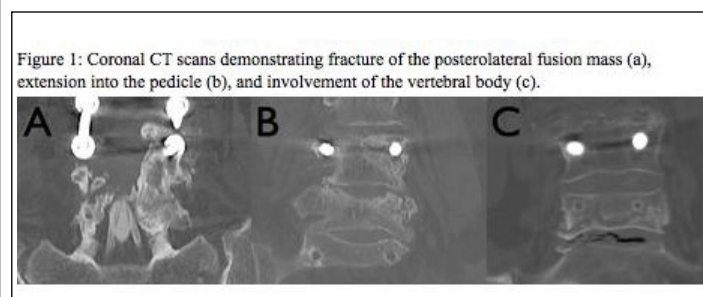 Figure 1: Coronal CT scans demonstrating fracture of the posterolateral fusion mass (a),
extension into the pedicle (b), and involvement of the vertebral body (c).
A B C